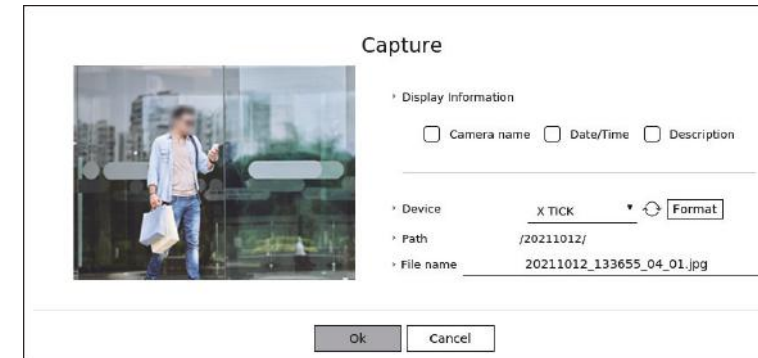 Capture
Display Information
Camera name Date/Time Description
Device X TICK Format
Path /20211012/
File name 20211012_133655_04_01.jpg
Ok Cancel